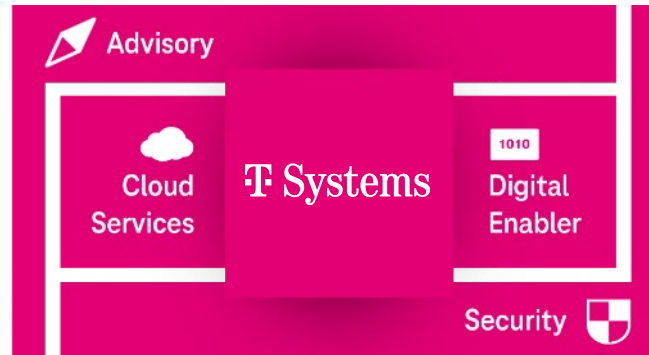 Advisory
Cloud
Services
T Systems
1010
Digital
Enabler
Security